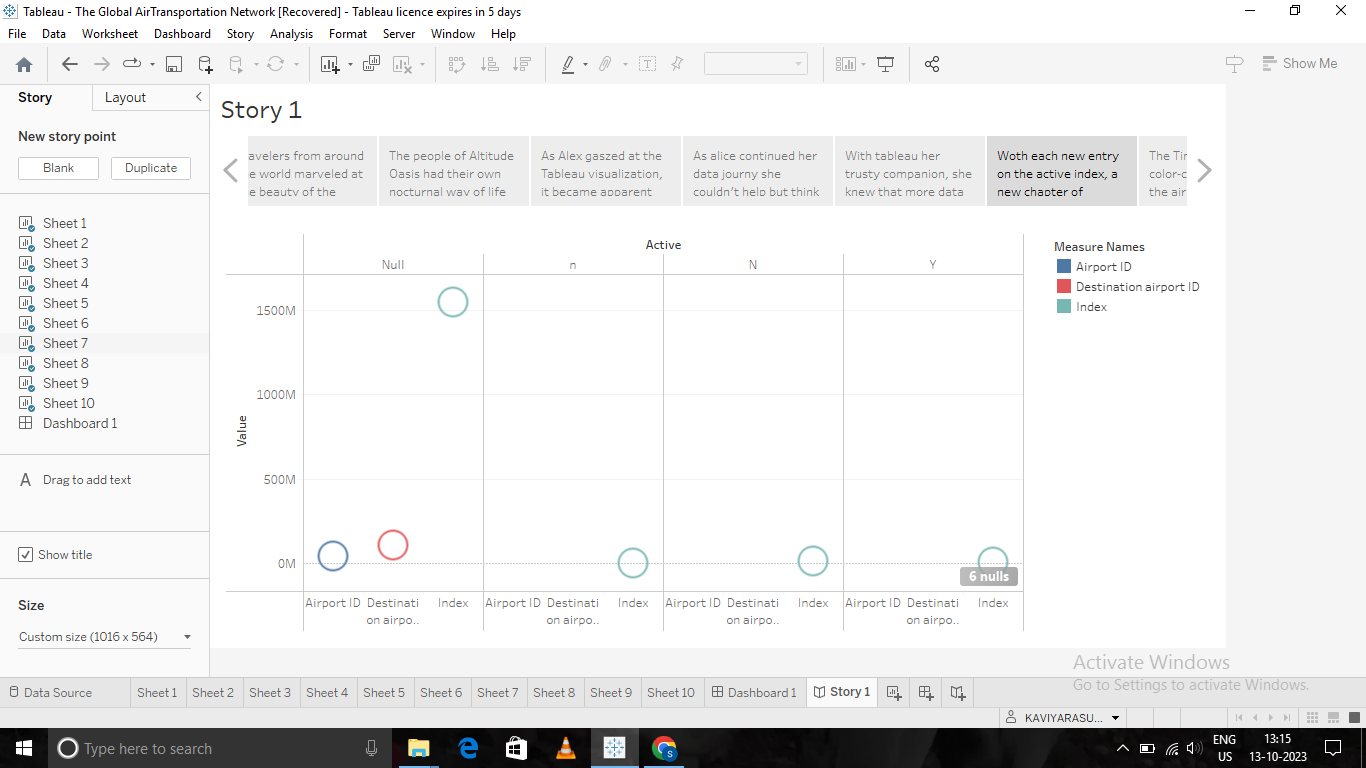 Tableau - The Global AirTransportation Network [Recovered] - Tableau licence expires in 5 days
File Data Worksheet Dashboard Story Analysis Format Server Window Help
Show Me
Story Layout
New story point
Blank Duplicate
Sheet 1
Sheet 2
Sheet 3
Sheet 4
Sheet 5
Sheet 6
Sheet 7
Sheet 8
Sheet 9
Sheet 10
Dashboard 1
A Drag to add text
Show title
Size
Custom size (1016 x 564)
Story 1
avelers from around
e world marveled at
e beauty of the
The people of Altitude
Oasis had their own
nocturnal way of life
As Alex gaszed at the
Tableau visualization,
it became apparent
As alice continued her
data journy she
couldn't help but think
With tableau her
trusty companion, she
knew that more data
Woth each new entry
on the active index, a
new chapter of
The Tir
color-c
the air
Active
Null n N Y
Value
1500M
1000M
500M
0M
6 nulls
Airport ID Destinati Index Airport ID Destinati Index Airport ID Destinati Index Airport ID Destinati Index
on airpo.. on airpo.. on airpo.. on airpo..
Measure Names
Airport ID
Destination airport ID
Index
Activate Windows
Go to Settings to activate Windows.
Data Source Sheet 1 Sheet 2 Sheet 3 Sheet 4 Sheet 5 Sheet 6 Sheet 7 Sheet 8 Sheet 9 Sheet 10 Dashboard 1 Story 1
KAVIYARASU...
Type here to search
ENG
US
13:15
13-10-2023